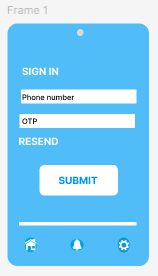 Frame 1
SIGN IN
Phone number
OTP
RESEND
SUBMIT